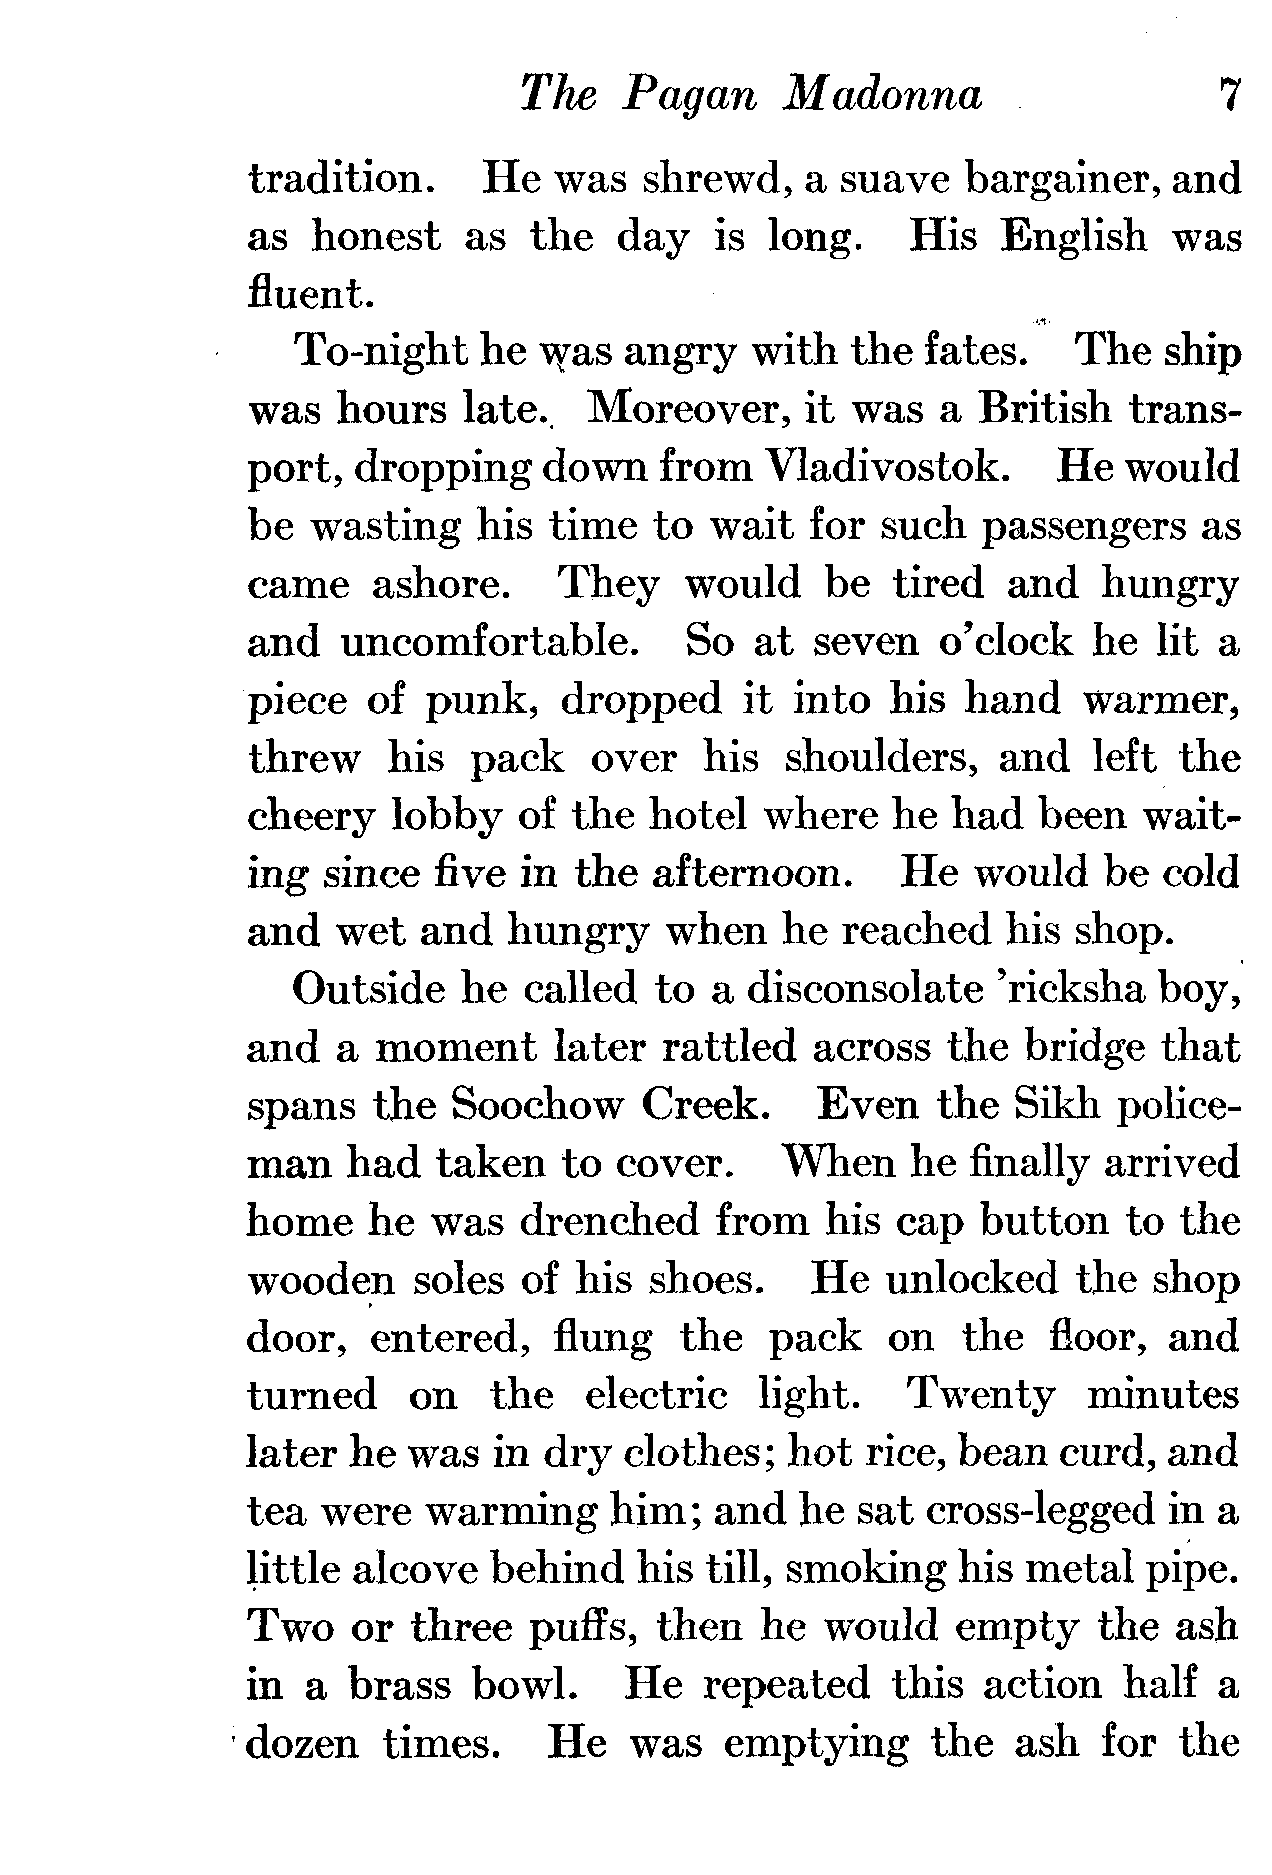 The Pagan Madonna 7
tradition. He was shrewd, a suave bargainer, and
as honest as the day is long. His English was
fluent.
To-night he was angry with the fates. The ship
was hours late. Moreover, it was a British trans-
port, dropping down from Vladivostok. He would
be wasting his time to wait for such passengers as
came ashore. They would be tired and hungry
and uncomfortable. So at seven o'clock he lit a
piece of punk, dropped it into his hand warmer,
threw his pack over his shoulders, and left the
cheery lobby of the hotel where he had been wait-
ing since five in the afternoon. He would be cold
and wet and hungry when he reached his shop.
Outside he called to a disconsolate 'ricksha boy,
and a moment later rattled across the bridge that
spans the Soochow Creek. Even the Sikh police-
man had taken to cover. When he finally arrived
home he was drenched from his cap button to the
wooden soles of his shoes. He unlocked the shop
door, entered, flung the pack on the floor, and
turned on the electric light. Twenty minutes
later he was in dry clothes; hot rice, bean curd, and
tea were warming him; and he sat cross-legged in a
little alcove behind his till, smoking his metal pipe.
Two or three puffs, then he would empty the ash
in a brass bowl. He repeated this action half a
dozen times. He was emptying the ash for the